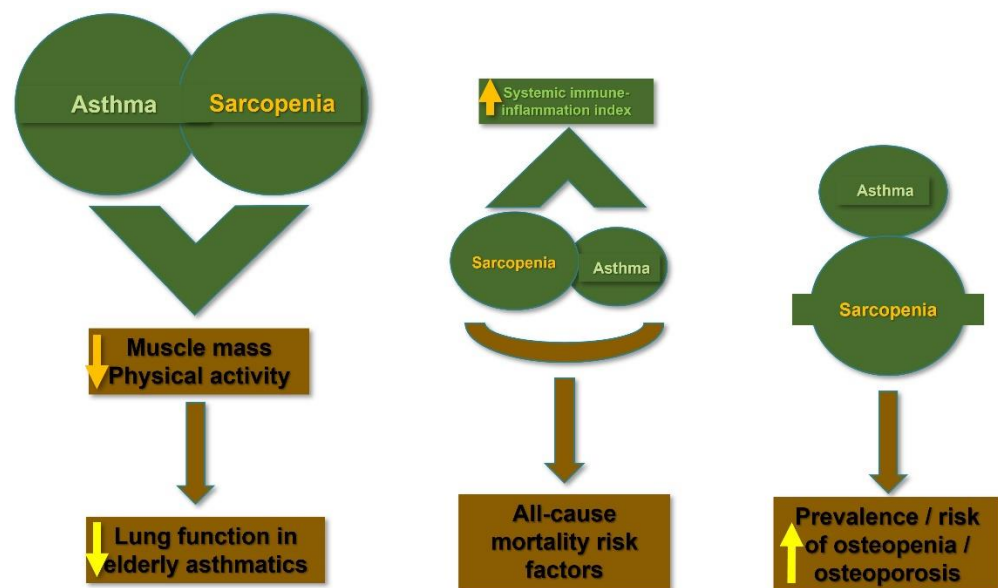 Asthma
Sarcopenia
Muscle mass
Physical activity
Lung function in
elderly asthmatics
Systemic immune-
inflammation index
Sarcopenia
Asthma
All-cause
mortality risk
factors
Asthma
Sarcopenia
Prevalence / risk
of osteopenia /
osteoporosis